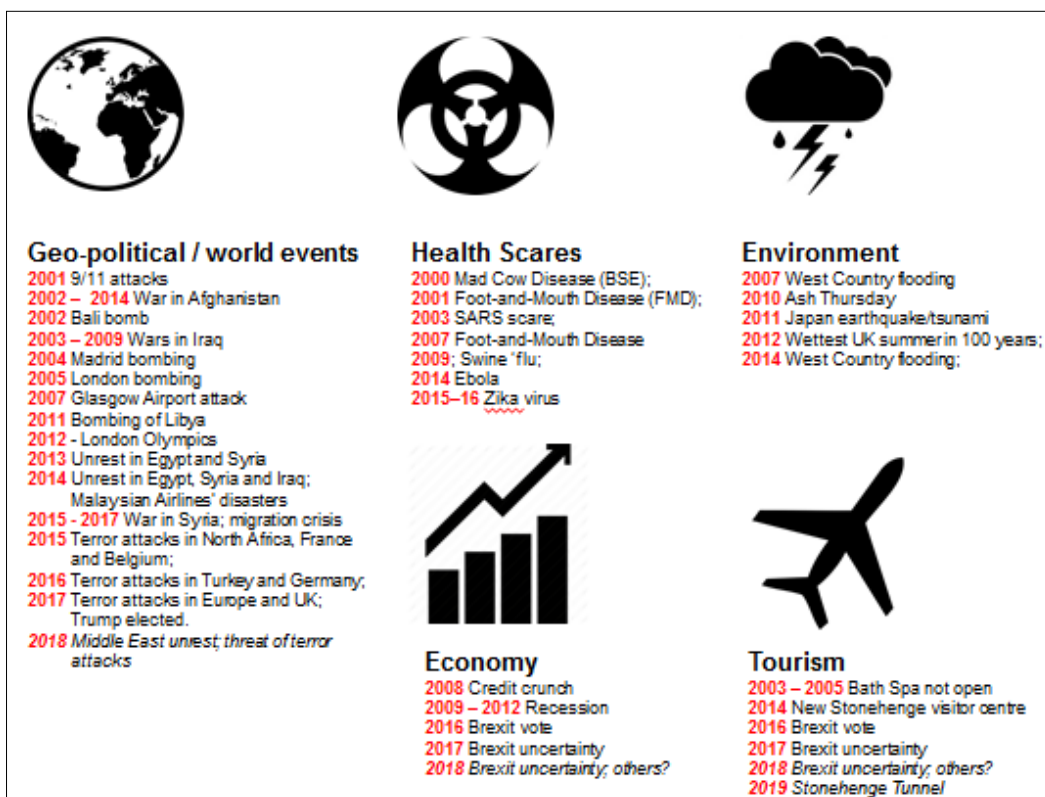 Geo-political / world events
2001 9/11 attacks
2002 – 2014 War in Afghanistan
2002 Bali bomb
2003 – 2009 Wars in Iraq
2004 Madrid bombing
2005 London bombing
2007 Glasgow Airport attack
2011 Bombing of Libya
2012 - London Olympics
2013 Unrest in Egypt and Syria
2014 Unrest in Egypt, Syria and Iraq;
Malaysian Airlines' disasters
2015 - 2017 War in Syria; migration crisis
2015 Terror attacks in North Africa, France
and Belgium;
2016 Terror attacks in Turkey and Germany;
2017 Terror attacks in Europe and UK;
Trump elected.
2018 Middle East unrest; threat of terror
attacks
Health Scares
2000 Mad Cow Disease (BSE);
2001 Foot-and-Mouth Disease (FMD);
2003 SARS scare;
2007 Foot-and-Mouth Disease
2009; Swine 'flu;
2014 Ebola
2015–16 Zika virus
Environment
2007 West Country flooding
2010 Ash Thursday
2011 Japan earthquake/tsunami
2012 Wettest UK summer in 100 years;
2014 West Country flooding;
Economy
2008 Credit crunch
2009 – 2012 Recession
2016 Brexit vote
2017 Brexit uncertainty
2018 Brexit uncertainty; others?
Tourism
2003 – 2005 Bath Spa not open
2014 New Stonehenge visitor centre
2016 Brexit vote
2017 Brexit uncertainty
2018 Brexit uncertainty; others?
2019 Stonehenge Tunnel